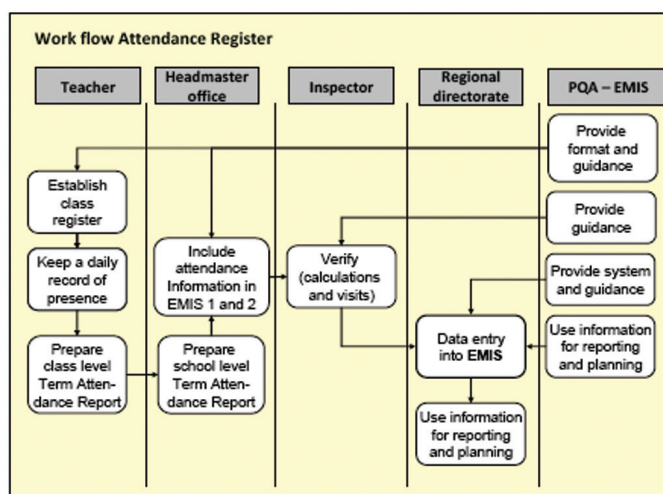 Work flow Attendance Register
Teacher
Headmaster
office
Inspector
Regional
directorate
PQA – EMIS
Provide
format and
guidance
Establish
class
register
Provide
guidance
Keep a daily
record of
presence
Include
attendance
Information in
EMIS 1 and 2
Verify
(calculations
and visits)
Provide system
and guidance
Prepare
class level
Term Atten-
dance Report
Prepare
school level
Term Atten-
dance Report
Data entry
into EMIS
Use information
for reporting
and planning
Use information
for reporting
and planning